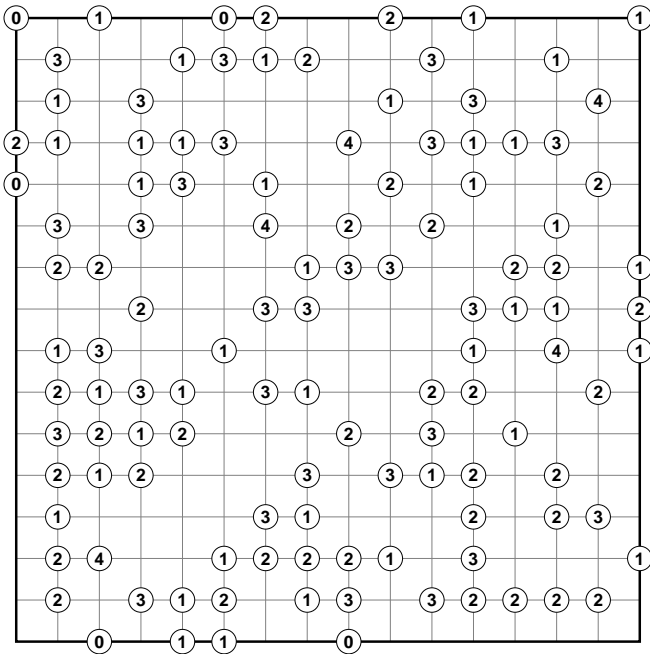 0 1 0 2 2 1 1
3 1 3 1 2 3 1
1 3 1 3 4
2 1 1 1 3 4 3 1 1 3
0 1 3 1 2 1 2
3 3 4 2 2 1
2 2 1 3 3 2 2 1
2 3 3 3 1 1 2
1 3 1 1 4 1
2 1 3 1 3 1 2 2 2
3 2 1 2 2 3 1
2 1 2 3 3 1 2 2
1 3 1 2 2 3
2 4 1 2 2 2 1 3 1
2 3 1 2 1 3 3 2 2 2 2
0 1 1 0